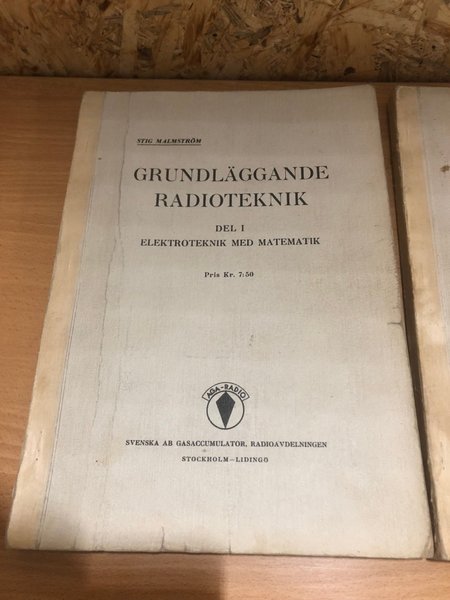 STIG MALMSTRÖM
GRUNDLÄGGANDE
RADIOTEKNIK
DEL I
ELEKTROTEKNIK MED MATEMATIK
Pris Kr. 7:50
AGA-RADIO
SVENSKA AB GASACCUMULATOR, RADIOAVDELNINGEN
STOCKHOLM–LIDINGÖ